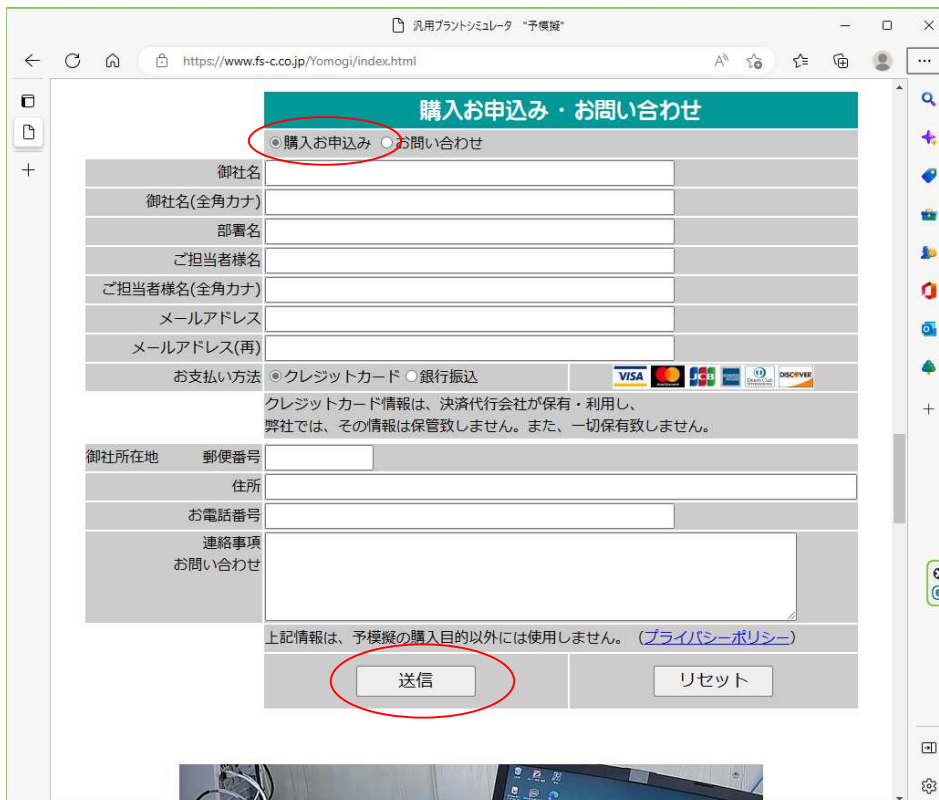 汎用プラントシミュレータ "予模擬"
https://www.fs-c.co.jp/Yomogi/index.html
購入お申込み・お問い合わせ
購入お申込み お問い合わせ
御社名
御社名(全角カナ)
部署名
ご担当者様名
ご担当者様名(全角カナ)
メールアドレス
メールアドレス(再)
お支払い方法 クレジットカード 銀行振込 VISA JCB DISCOVER
クレジットカード情報は、決済代行会社が保有・利用し、
弊社では、その情報は保管致しません。また、一切保有致しません。
御社所在地 郵便番号
住所
お電話番号
連絡事項
お問い合わせ
上記情報は、予模擬の購入目的以外には使用しません。（プライバシーポリシー）
送信 リセット